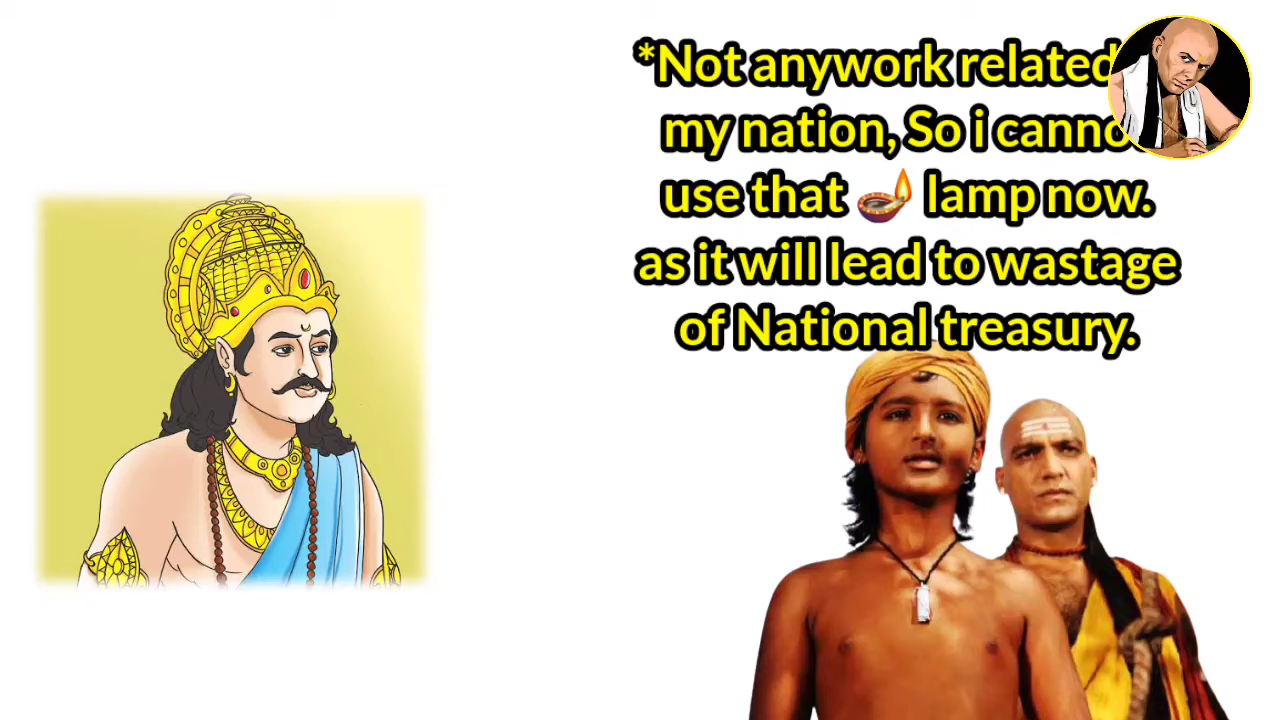 *Not anywork related
my nation, So i canno
use that 🪔 lamp now.
as it will lead to wastage
of National treasury.